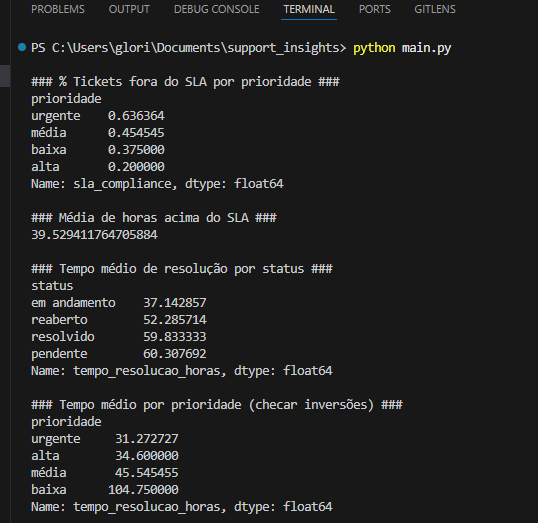 PROBLEMS OUTPUT DEBUG CONSOLE TERMINAL PORTS GITLENS
PS C:\Users\glori\Documents\support_insights> python main.py
### % Tickets fora do SLA por prioridade ###
prioridade
urgente 0.636364
média 0.454545
baixa 0.375000
alta 0.200000
Name: sla_compliance, dtype: float64
### Média de horas acima do SLA ###
39.529411764705884
### Tempo médio de resolução por status ###
status
em andamento 37.142857
reaberto 52.285714
resolvido 59.833333
pendente 60.307692
Name: tempo_resolucao_horas, dtype: float64
### Tempo médio por prioridade (checar inversões) ###
prioridade
urgente 31.272727
alta 34.600000
média 45.545455
baixa 104.750000
Name: tempo_resolucao_horas, dtype: float64